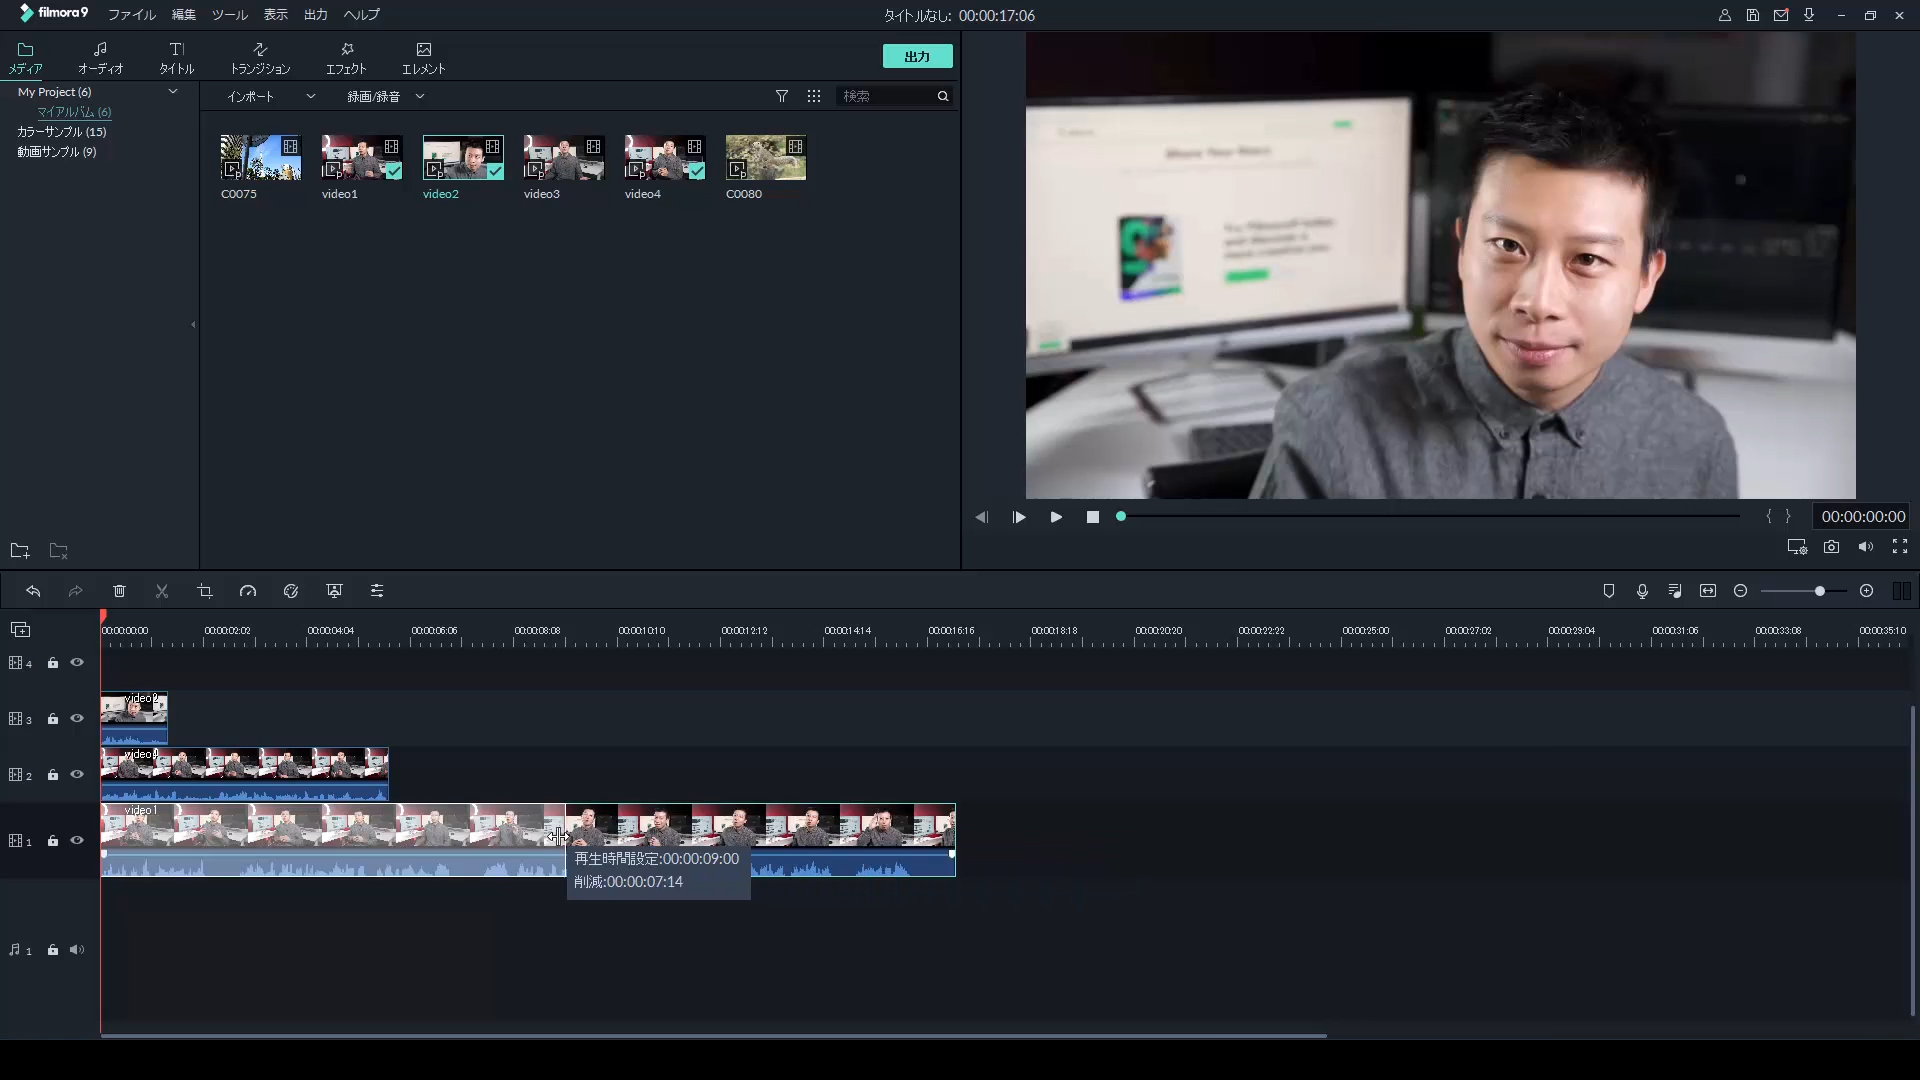 filmora9 ファイル 編集 ツール 表示 出力 ヘルプ タイトルなし: 00:00:17:06
メディア オーディオ タイトル トランジション エフェクト エレメント 出力
My Project (6)
マイアルバム (6)
カラーサンプル (15)
動画サンプル (9)
インポート 録画/録音 検索
C0075 video1 video2 video3 video4 C0080
00:00:00:00
00:00:00:00 00:00:02:02 00:00:04:04 00:00:06:06 00:00:08:08 00:00:10:10 00:00:12:12 00:00:14:14 00:00:16:16 00:00:18:18 00:00:20:20 00:00:22:22 00:00:25:00 00:00:27:02 00:00:29:04 00:00:31:06 00:00:33:08 00:00:35:10
4
3 video2
2
1 video1
再生時間設定:00:00:09:00
削減:00:00:07:14
1